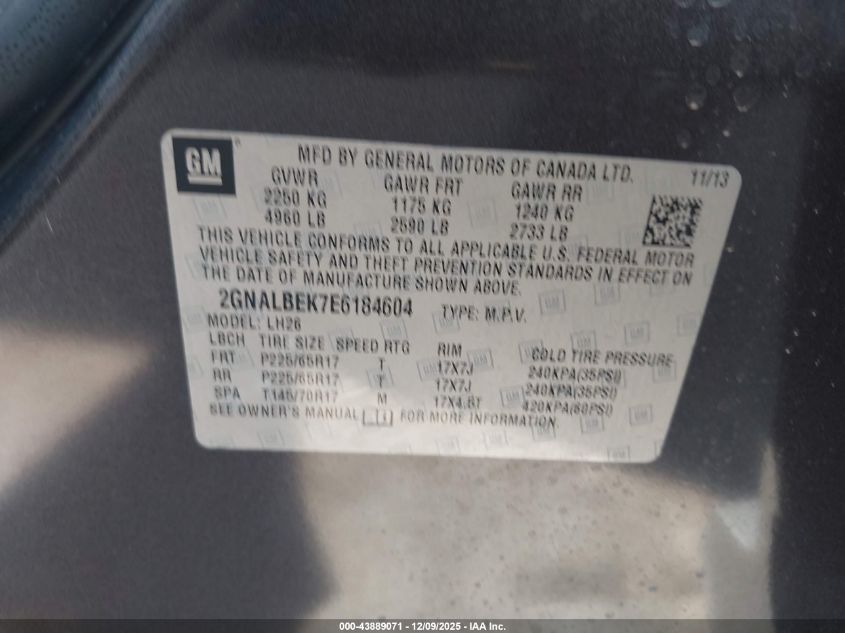 GM
MFD BY GENERAL MOTORS OF CANADA LTD. 11/13
GVWR GAWR FRT GAWR RR
2250 KG 1175 KG 1240 KG
4960 LB 2590 LB 2733 LB
THIS VEHICLE CONFORMS TO ALL APPLICABLE U.S. FEDERAL MOTOR
VEHICLE SAFETY AND THEFT PREVENTION STANDARDS IN EFFECT ON
THE DATE OF MANUFACTURE SHOWN ABOVE.
2GNALBEK7E6184604 TYPE: M.P.V.
MODEL: LH26
LBCH TIRE SIZE SPEED RTG RIM COLD TIRE PRESSURE
FRT P225/65R17 T 17X7J 240KPA(35PSI)
RR P225/65R17 T 17X7J 240KPA(35PSI)
SPA T145/70R17 M 17X4.5T 420KPA(60PSI)
SEE OWNER'S MANUAL FOR MORE INFORMATION.
000-43889071 | 12/09/2025 | IAA Inc.